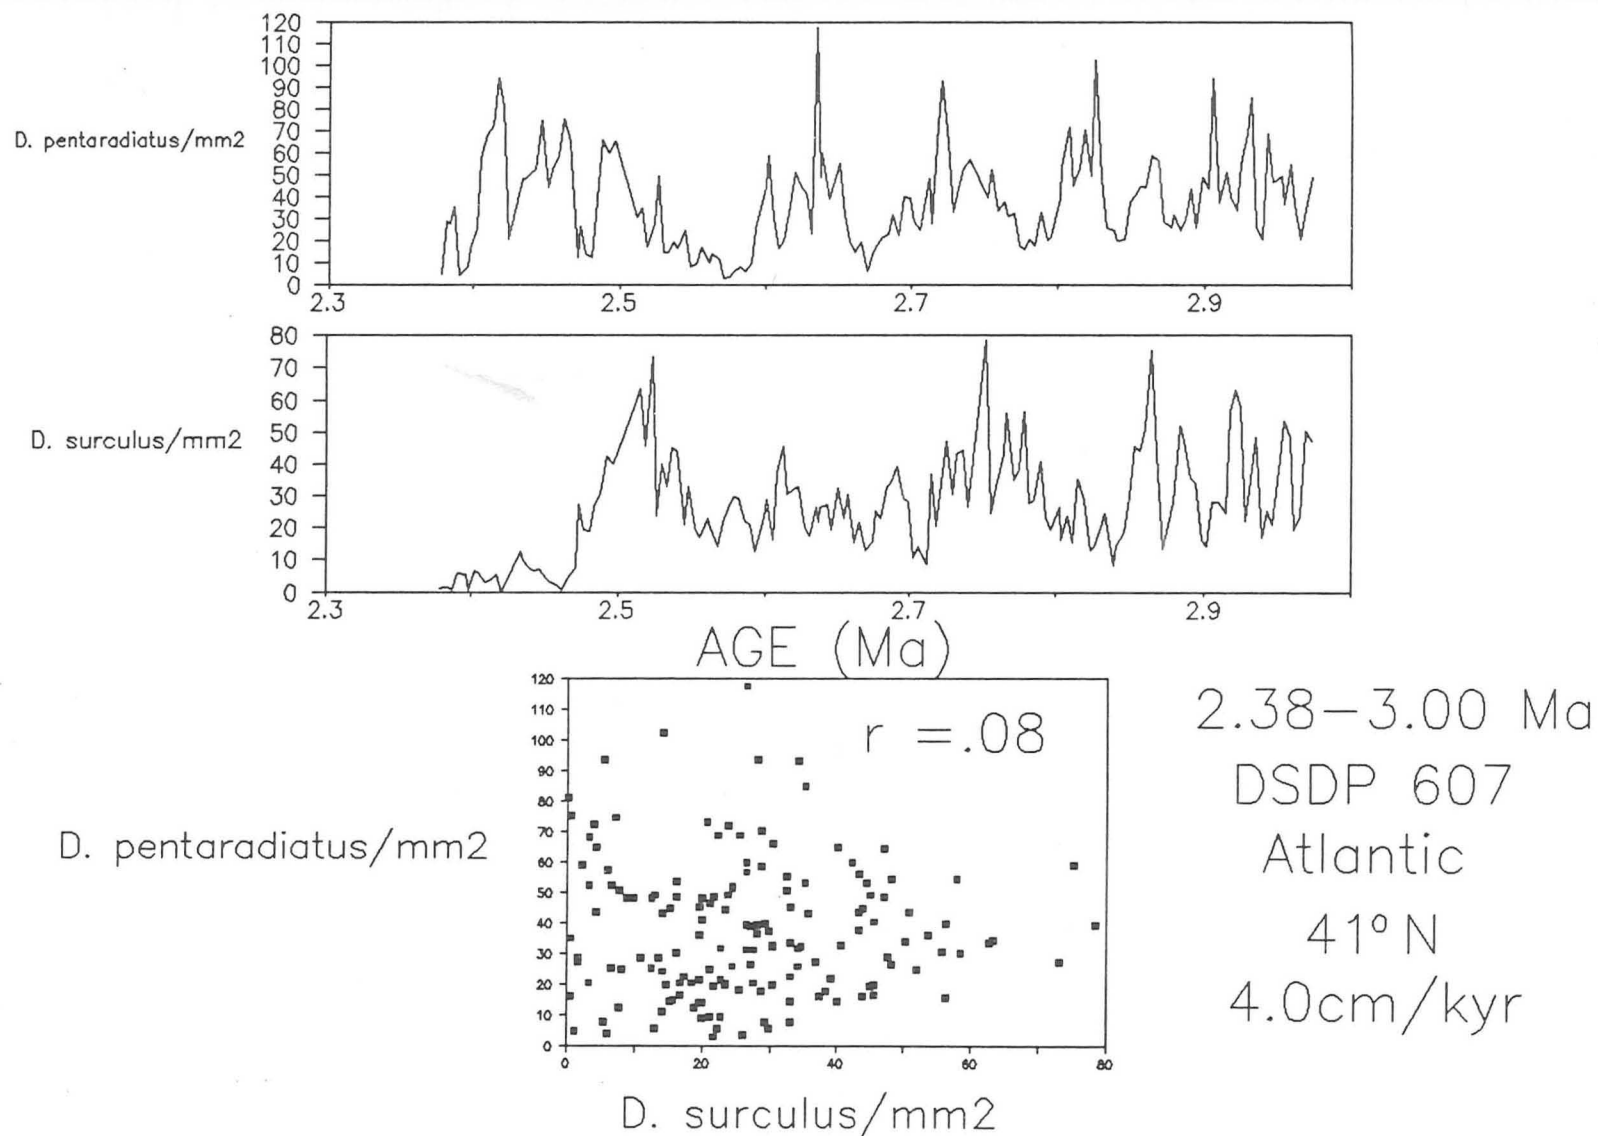 120
110
100
90
80
70
60
50
40
30
20
10
0
D. pentaradiatus/mm2
2.3 2.5 2.7 2.9
80
70
60
50
40
30
20
10
0
D. surculus/mm2
2.3 2.5 2.7 2.9
AGE (Ma)
120
110
100
90
80
70
60
50
40
30
20
10
0
D. pentaradiatus/mm2
r =.08
0 20 40 60 80
D. surculus/mm2
2.38-3.00 Ma
DSDP 607
Atlantic
41° N
4.0cm/kyr